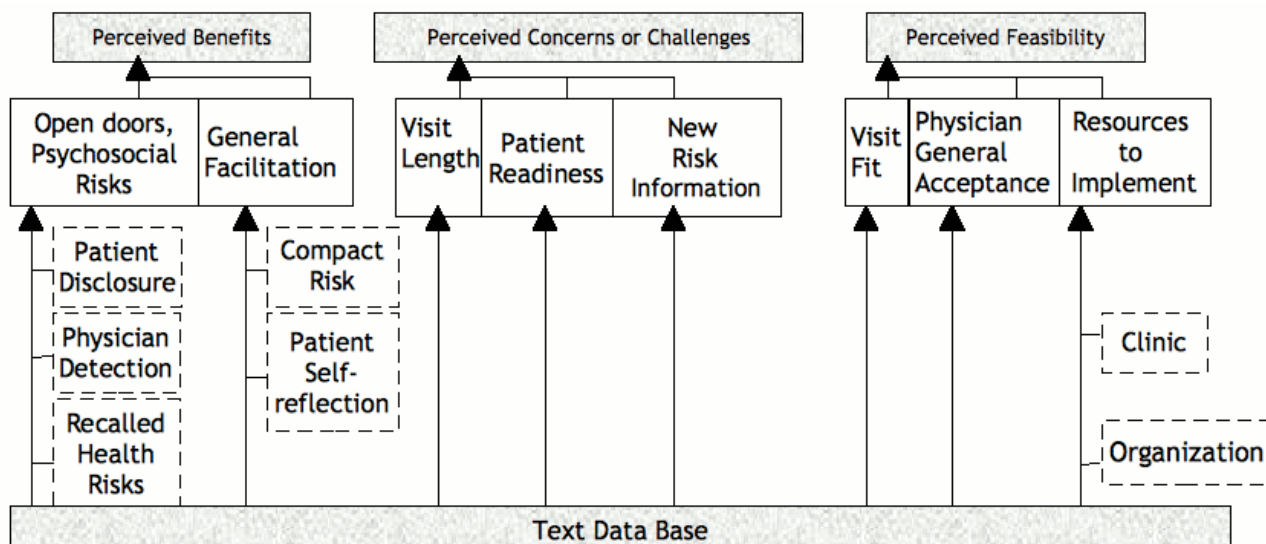 Perceived Benefits
Perceived Concerns or Challenges
Perceived Feasibility
Open doors,
Psychosocial
Risks
General
Facilitation
Visit
Length
Patient
Readiness
New
Risk
Information
Visit
Fit
Physician
General
Acceptance
Resources
to
Implement
Patient
Disclosure
Physician
Detection
Recalled
Health
Risks
Compact
Risk
Patient
Self-
reflection
Clinic
Organization
Text Data Base